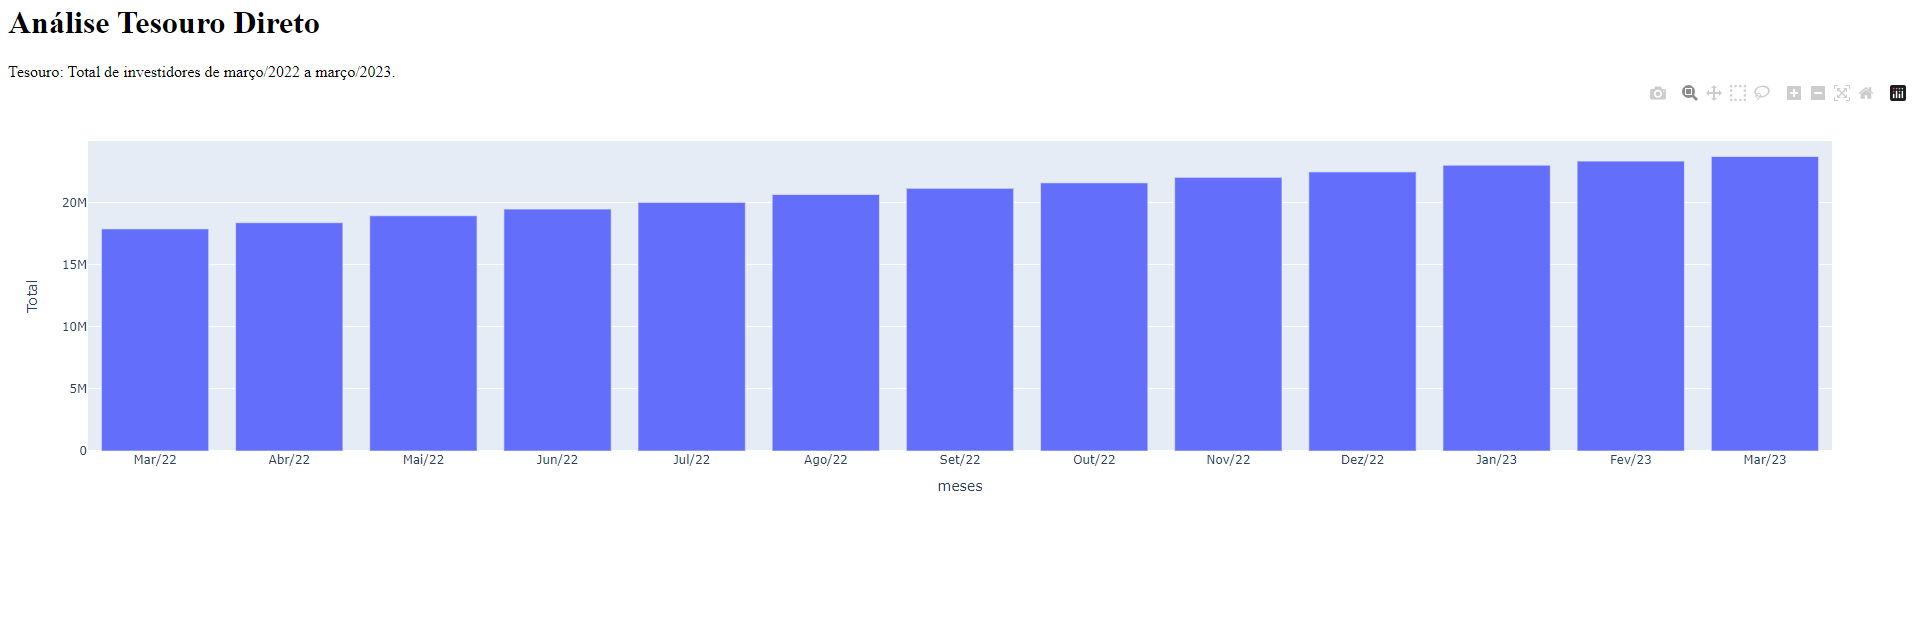 Análise Tesouro Direto
Tesouro: Total de investidores de março/2022 a março/2023.
20M
15M
10M
5M
0
Total
Mar/22 Abr/22 Mai/22 Jun/22 Jul/22 Ago/22 Set/22 Out/22 Nov/22 Dez/22 Jan/23 Fev/23 Mar/23
meses